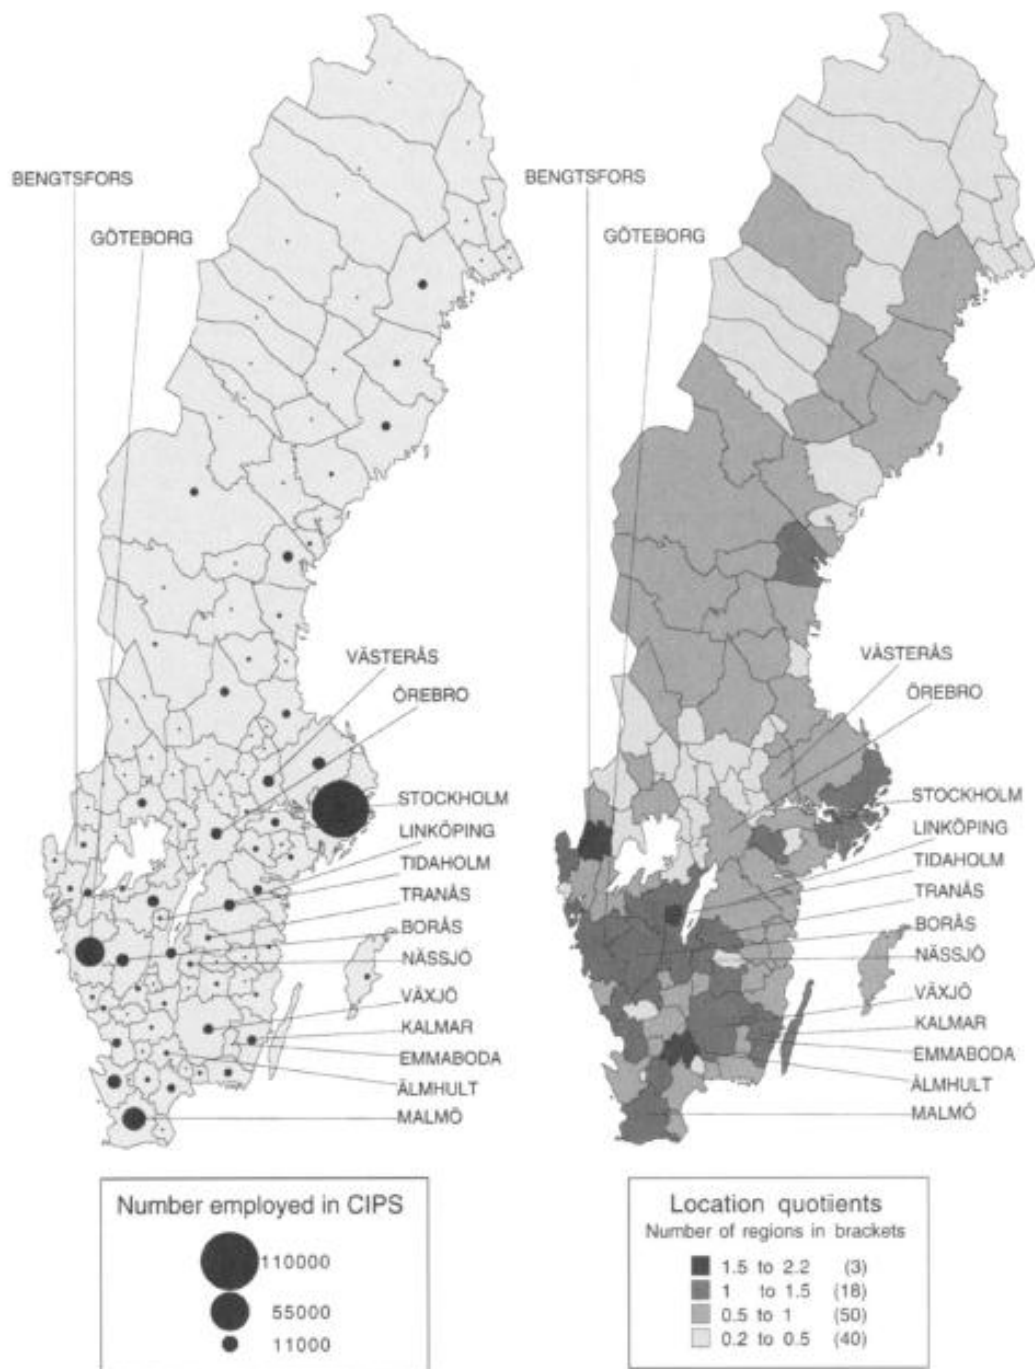 BENGTSFORS
GÖTEBORG
VÄSTERÅS
ÖREBRO
STOCKHOLM
LINKÖPING
TIDAHOLM
TRANÅS
BORÅS
NÄSSJÖ
VÄXJÖ
KALMAR
EMMABODA
ÄLMHULT
MALMÖ
Number employed in CIPS
110000
55000
11000
BENGTSFORS
GÖTEBORG
VÄSTERÅS
ÖREBRO
STOCKHOLM
LINKÖPING
TIDAHOLM
TRANÅS
BORÅS
NÄSSJÖ
VÄXJÖ
KALMAR
EMMABODA
ÄLMHULT
MALMÖ
Location quotiients
Number of regions in brackets
1.5 to 2.2 (3)
1 to 1.5 (18)
0.5 to 1 (50)
0.2 to 0.5 (40)